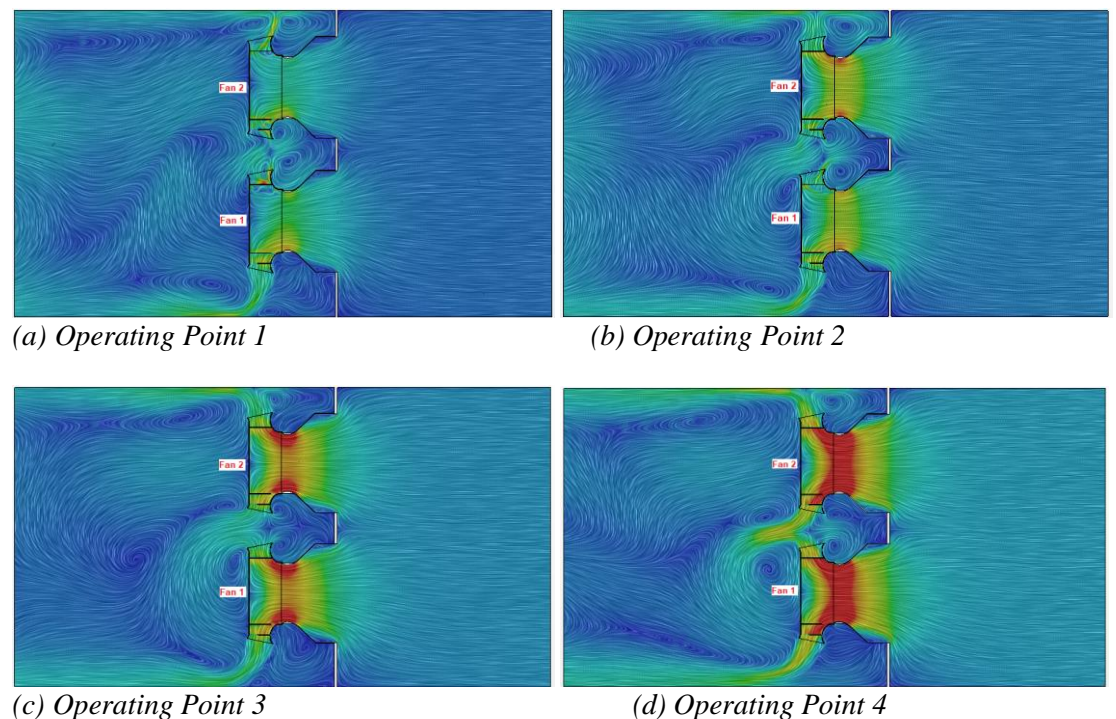 Fan 2
Fan 1
Fan 2
Fan 1
(a) Operating Point 1
(b) Operating Point 2
Fan 2
Fan 1
Fan 2
Fan 1
(c) Operating Point 3
(d) Operating Point 4